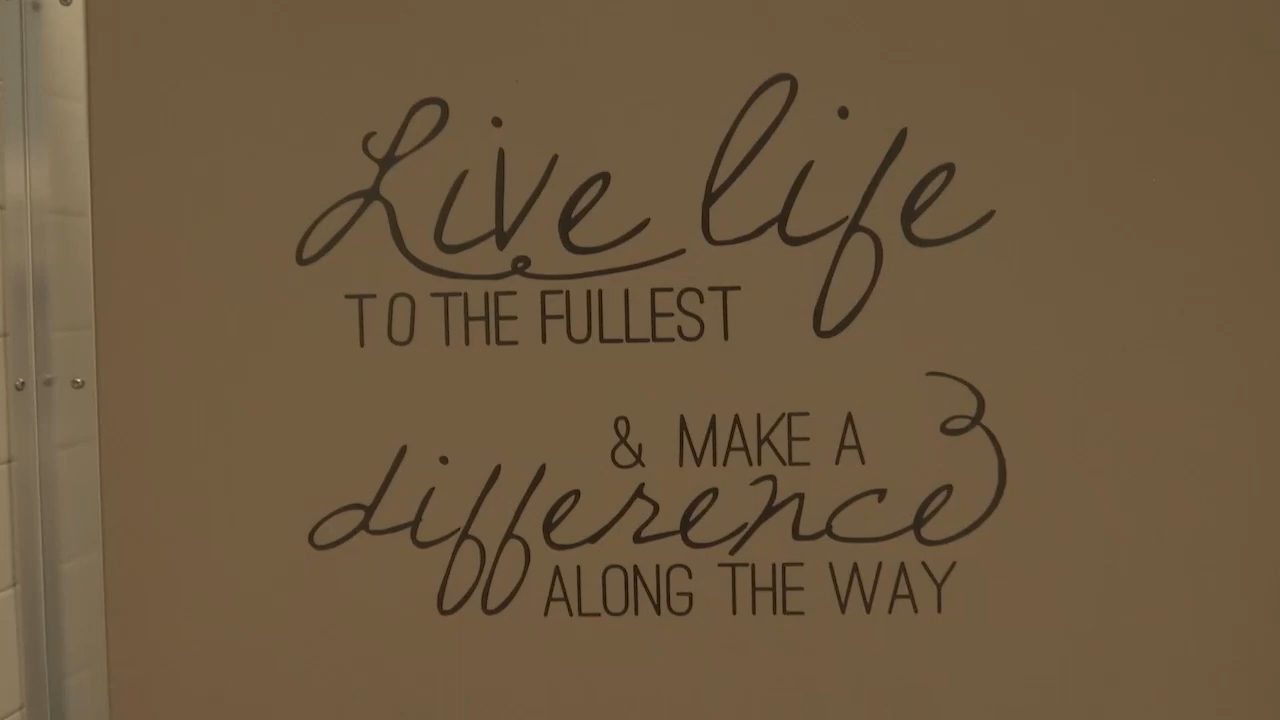 Live life
TO THE FULLEST
& MAKE A
difference
ALONG THE WAY